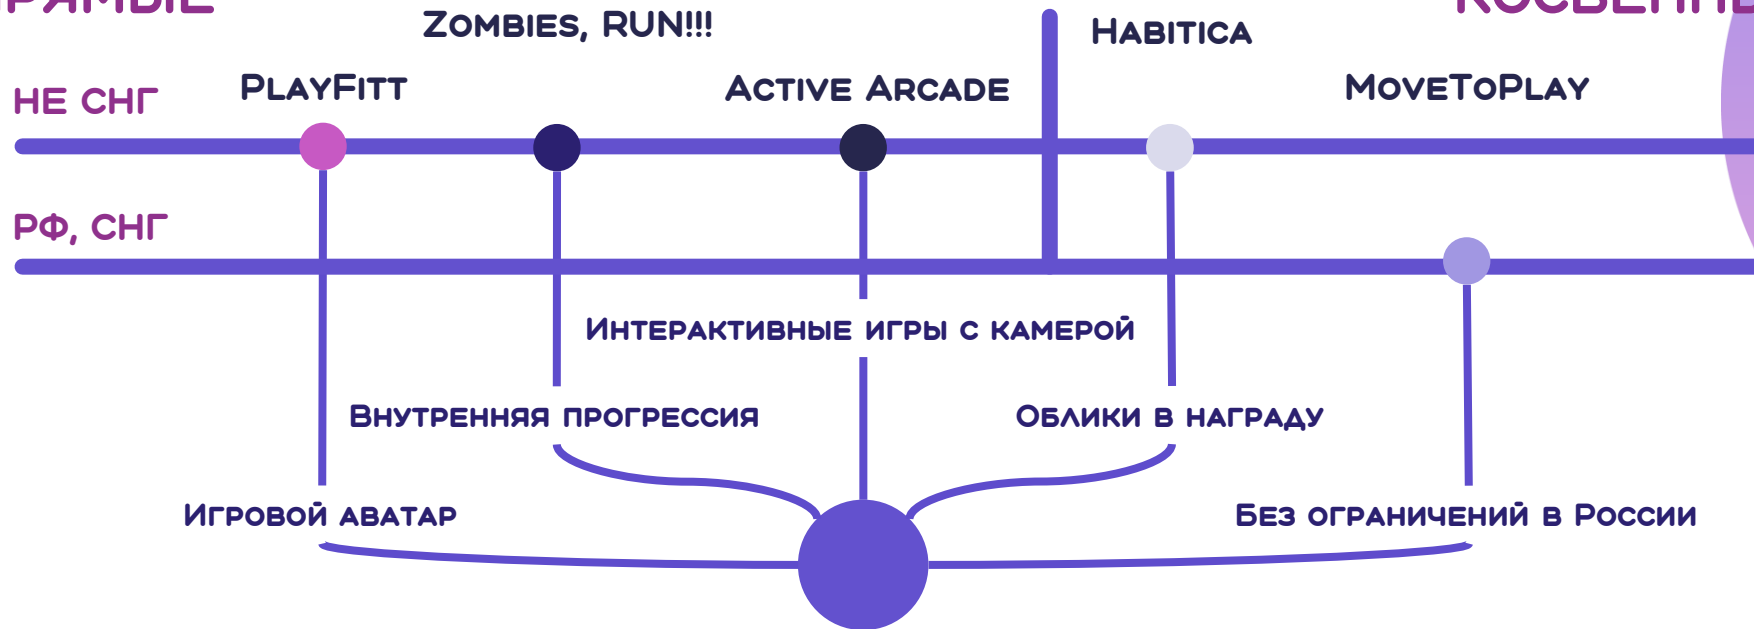 Zombies, RUN!!!
Habitica
PlayFitt
Active Arcade
MoveToPlay
НЕ СНГ
РФ, СНГ
Интерактивные игры с камерой
Внутренняя прогрессия
Облики в награду
Игровой аватар
Без ограничений в России